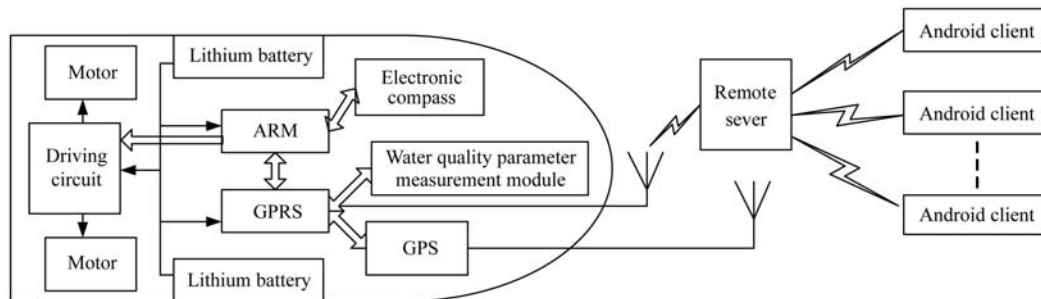 Lithium battery
Motor
Electronic
compass
ARM
Driving
circuit
Water quality parameter
measurement module
GPRS
GPS
Motor
Lithium battery
Remote
sever
Android client
Android client
Android client